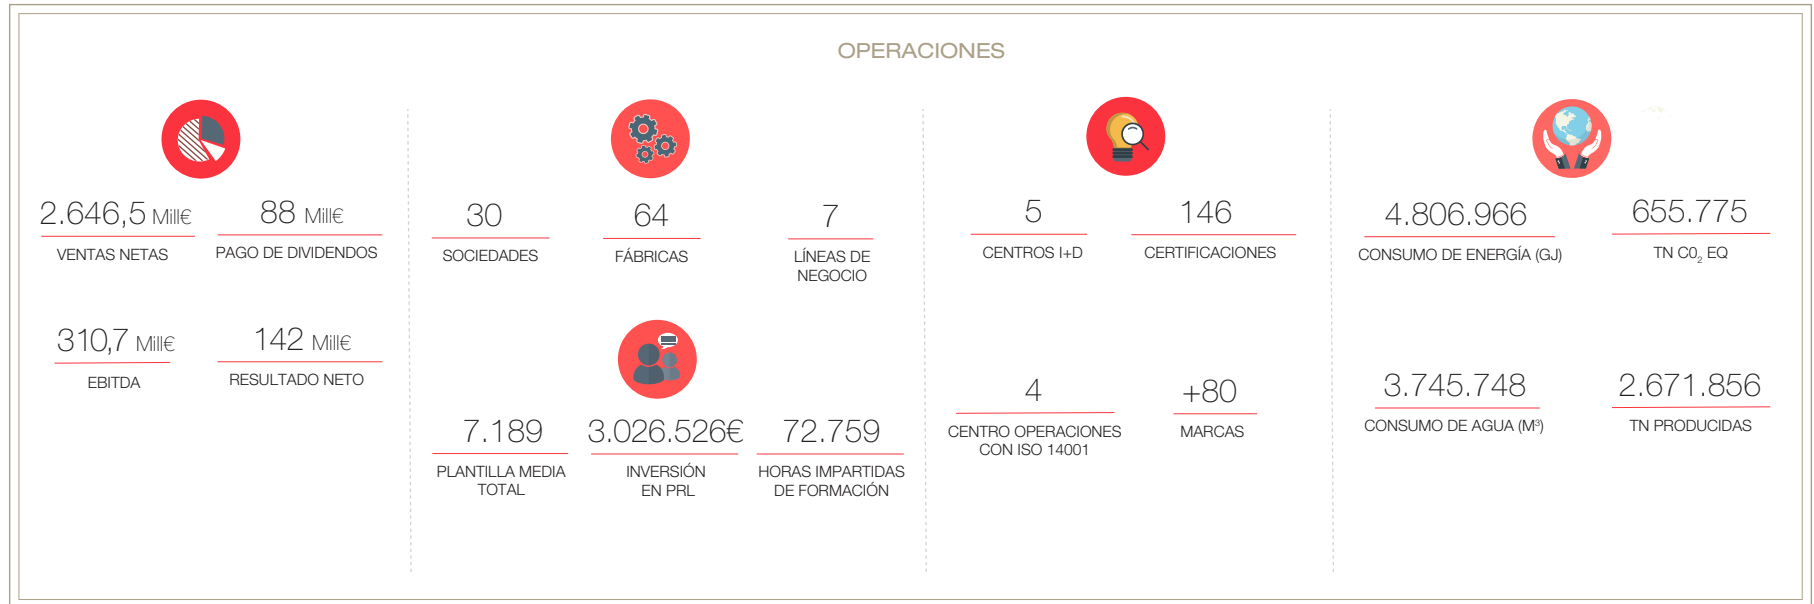 OPERACIONES
2.646,5 Mill€
VENTAS NETAS
88 Mill€
PAGO DE DIVIDENDOS
310,7 Mill€
EBITDA
142 Mill€
RESULTADO NETO
30
SOCIEDADES
64
FÁBRICAS
7
LÍNEAS DE
NEGOCIO
7.189
PLANTILLA MEDIA
TOTAL
3.026.526€
INVERSIÓN
EN PRL
72.759
HORAS IMPARTIDAS
DE FORMACIÓN
5
CENTROS I+D
146
CERTIFICACIONES
4
CENTRO OPERACIONES
CON ISO 14001
+80
MARCAS
4.806.966
CONSUMO DE ENERGÍA (GJ)
655.775
TN C0₂ EQ
3.745.748
CONSUMO DE AGUA (M³)
2.671.856
TN PRODUCIDAS